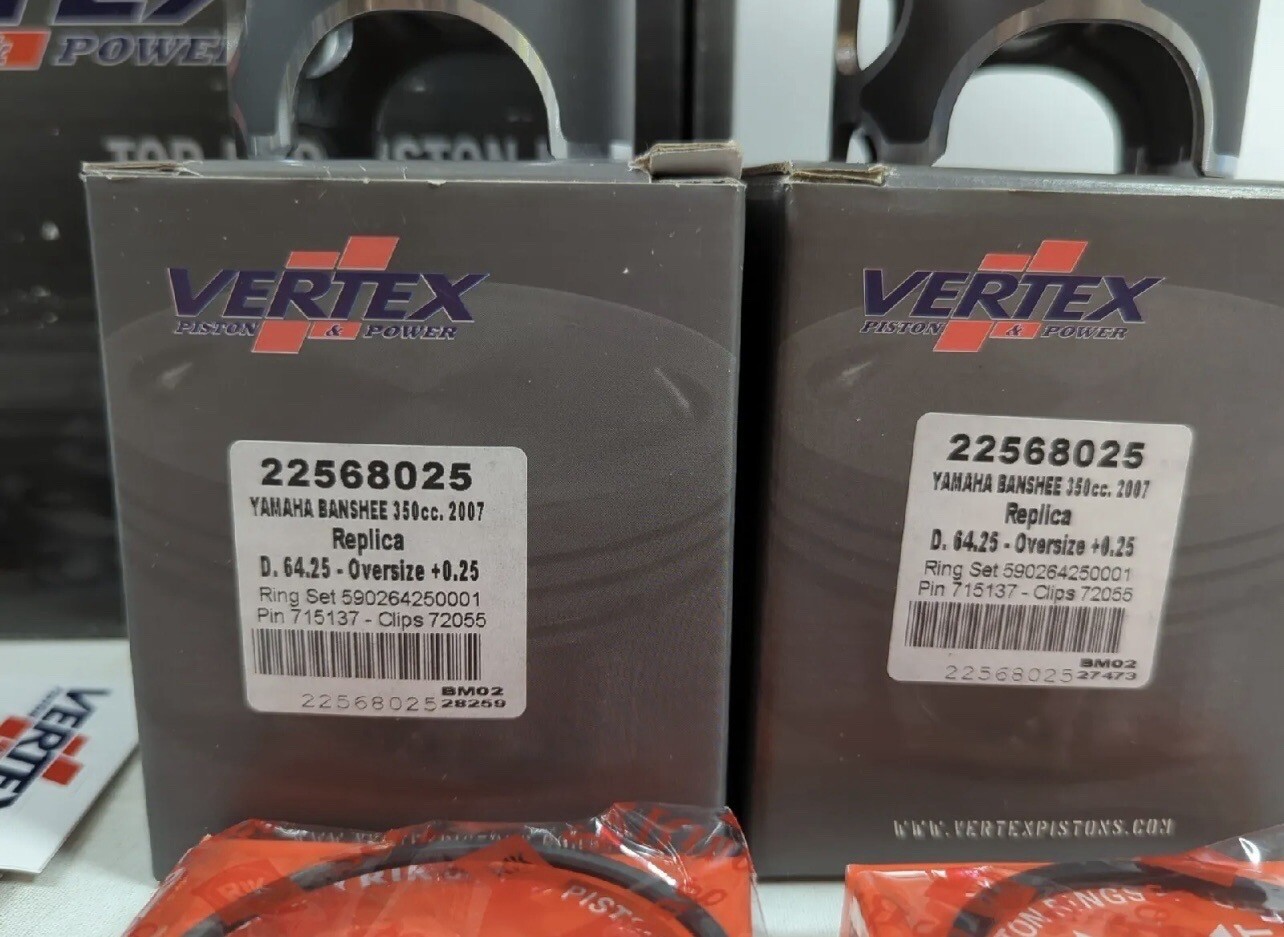 & POWER
VERTEX
PISTON & POWER
22568025
YAMAHA BANSHEE 350cc. 2007
Replica
D. 64.25 - Oversize +0.25
Ring Set 590264250001
Pin 715137 - Clips 72055
BM02
22568025 28259
VERTEX
PISTON & POWER
22568025
YAMAHA BANSHEE 350cc. 2007
Replica
D. 64.25 - Oversize +0.25
Ring Set 590264250001
Pin 715137 - Clips 72055
BM02
22568025 27473
WWW.VERTEXPISTONS.COM
VERTEX
RIK
RINGS